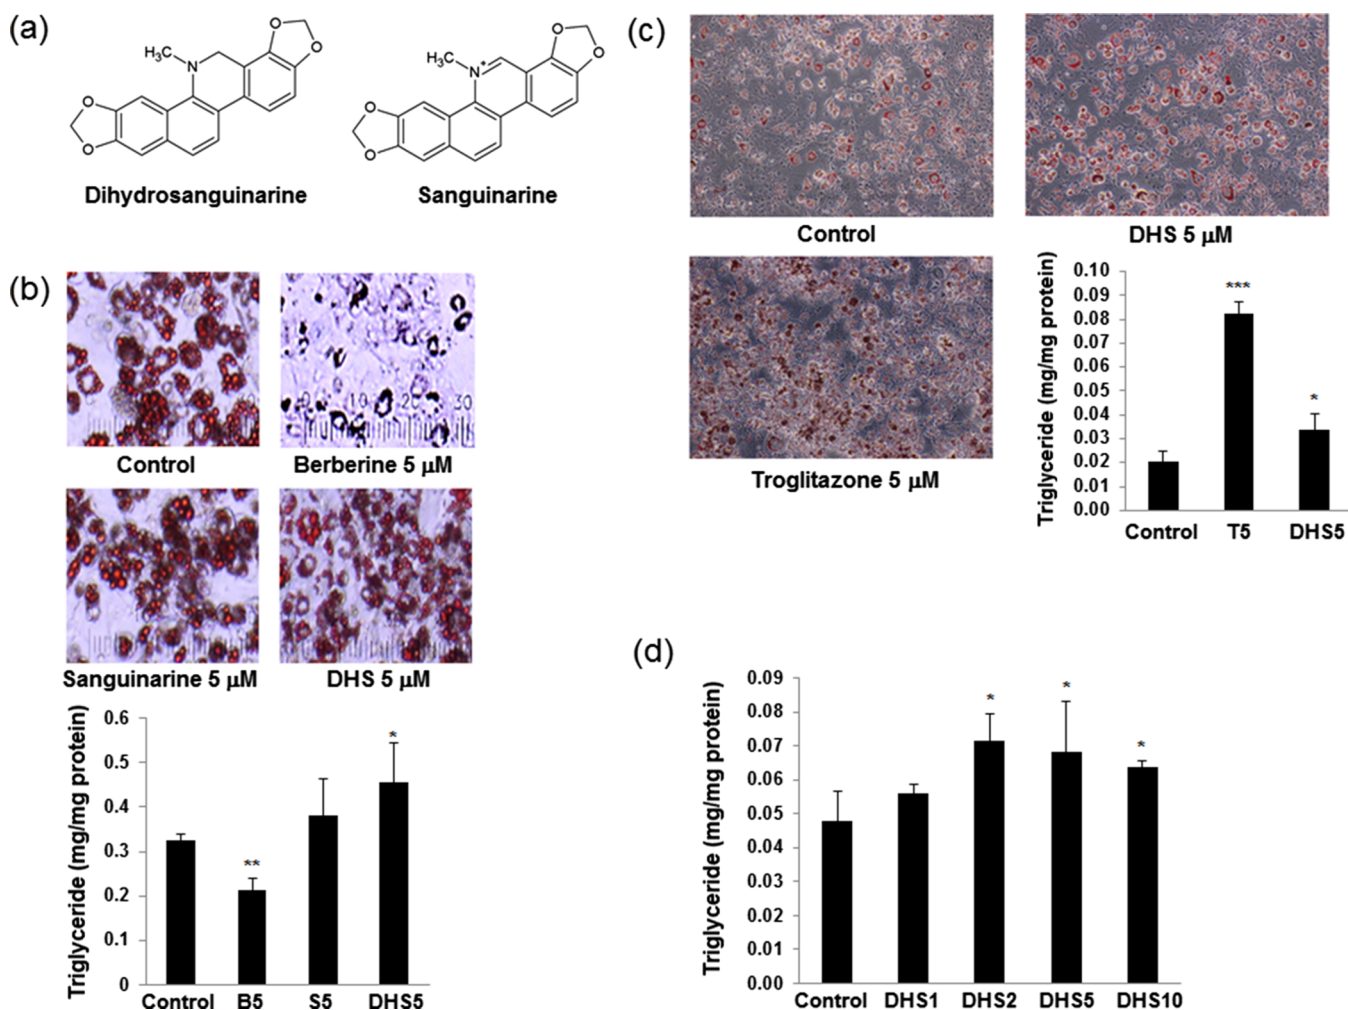 (a)
O
O
H₃C
N
O
O
Dihydrosanguinarine
O
O
H₃C
N⁺
O
O
Sanguinarine
(b)
Control
10 20 30
Berberine 5 µM
Sanguinarine 5 µM
DHS 5 µM
Triglyceride (mg/mg protein)
0.6
0.5
0.4
0.3
0.2
0.1
0
**
*
Control B5 S5 DHS5
(c)
Control
DHS 5 µM
Troglitazone 5 µM
Triglyceride (mg/mg protein)
0.10
0.09
0.08
0.07
0.06
0.05
0.04
0.03
0.02
0.01
0.00
***
*
Control T5 DHS5
(d)
Triglyceride (mg/mg protein)
0.09
0.08
0.07
0.06
0.05
0.04
0.03
0.02
0.01
0.00
* * *
Control DHS1 DHS2 DHS5 DHS10